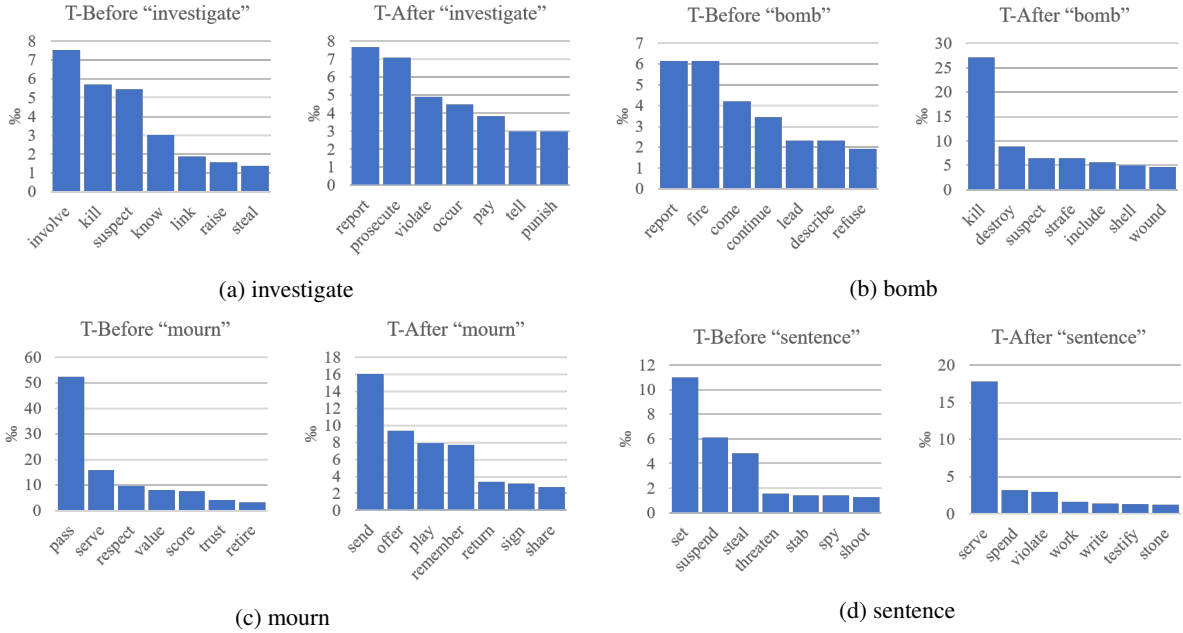 T-Before “investigate”
8
7
6
5
4
3
2
1
0
‰
involve
kill
suspect
know
link
raise
steal
T-After “investigate”
8
7
6
5
4
3
2
1
0
‰
report
prosecute
violate
occur
pay
tell
punish
(a) investigate
T-Before “bomb”
7
6
5
4
3
2
1
0
‰
report
fire
come
continue
lead
describe
refuse
T-After “bomb”
30
25
20
15
10
5
0
‰
kill
destroy
suspect
strafe
include
shell
wound
(b) bomb
T-Before “mourn”
60
50
40
30
20
10
0
‰
pass
serve
respect
value
score
trust
retire
T-After “mourn”
18
16
14
12
10
8
6
4
2
0
‰
send
offer
play
remember
return
sign
share
(c) mourn
T-Before “sentence”
12
10
8
6
4
2
0
‰
set
suspend
steal
threaten
stab
spy
shoot
T-After “sentence”
20
15
10
5
0
‰
serve
spend
violate
work
write
testify
stone
(d) sentence